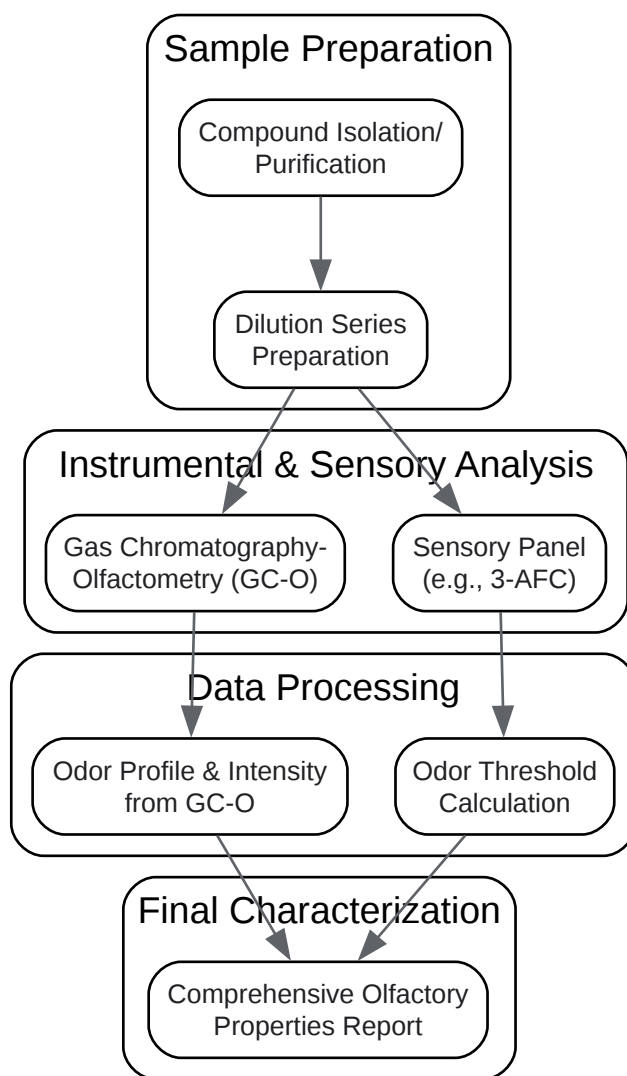 Sample Preparation
Compound Isolation/
Purification
Dilution Series
Preparation
Instrumental & Sensory Analysis
Gas Chromatography-
Olfactometry (GC-O)
Sensory Panel
(e.g., 3-AFC)
Data Processing
Odor Profile & Intensity
from GC-O
Odor Threshold
Calculation
Final Characterization
Comprehensive Olfactory
Properties Report